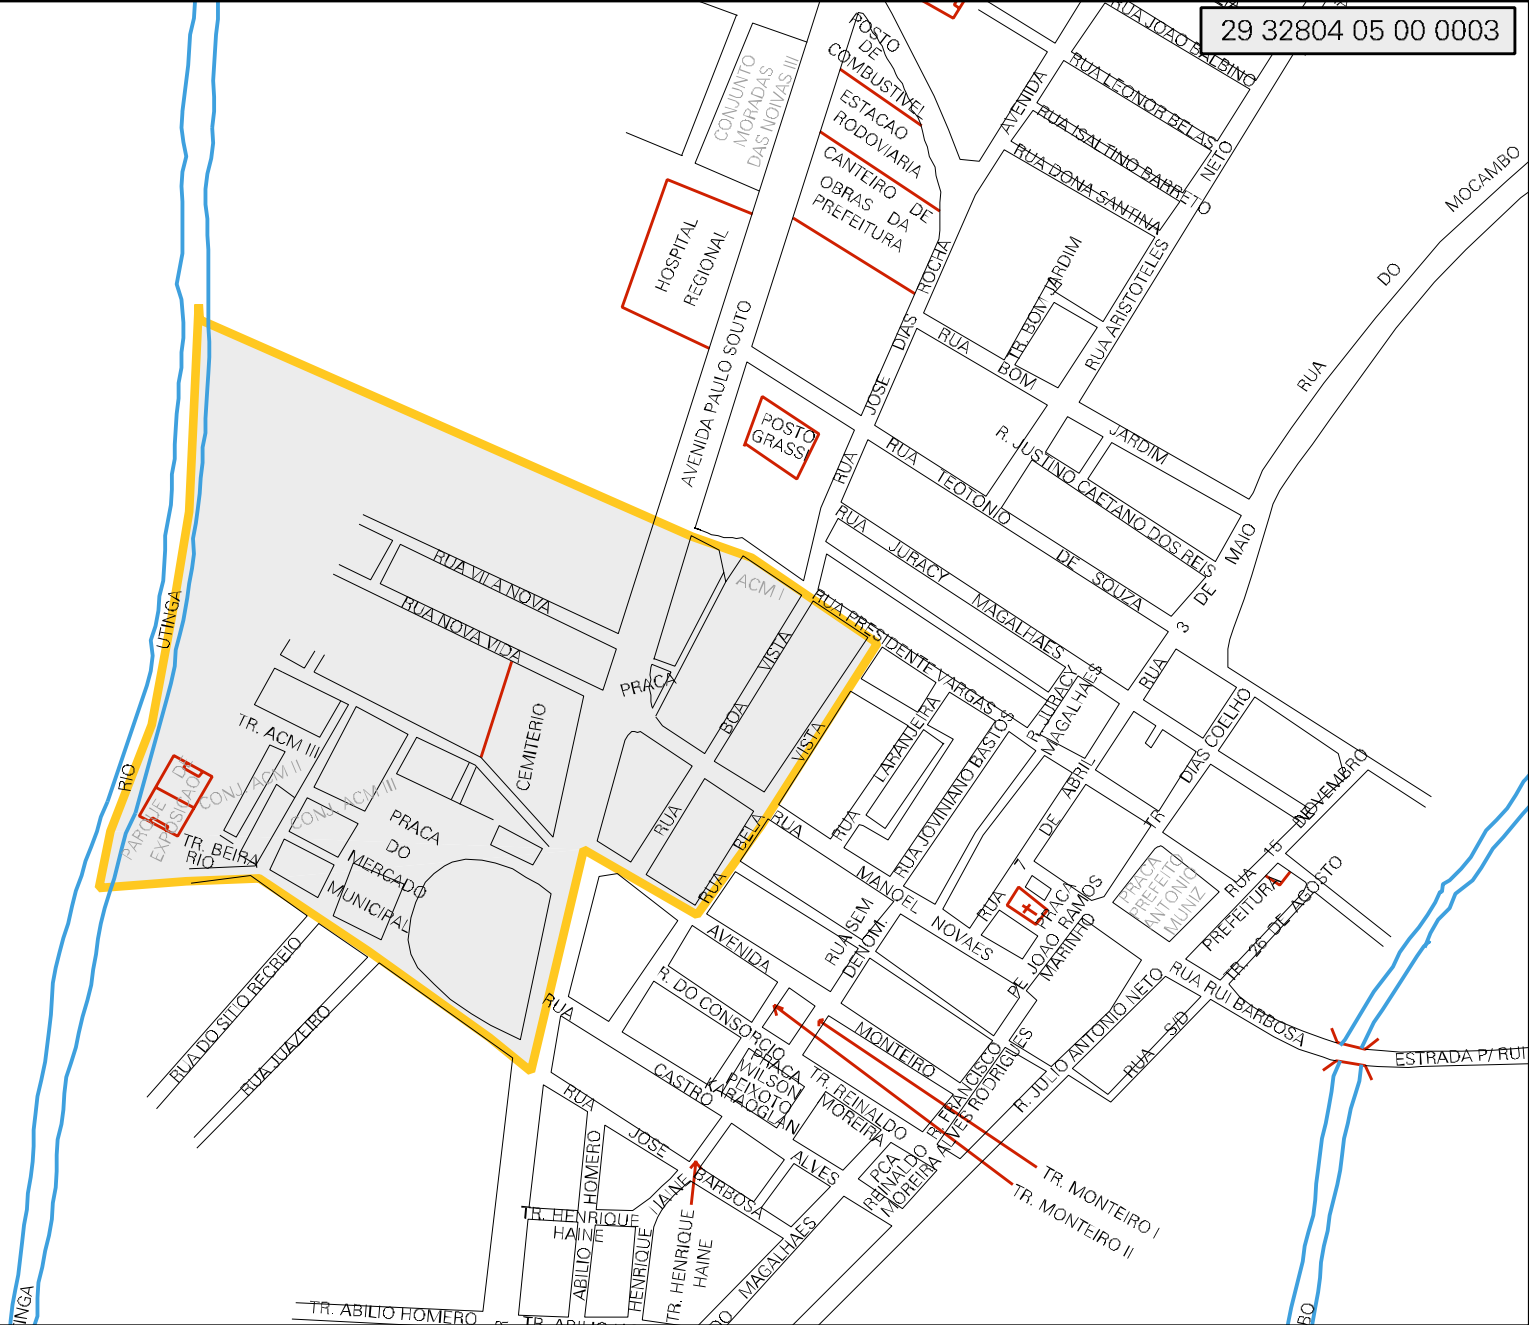 29 32804 05 00 0003
RUA JOAO BALBINO
RUA LEONOR BELAS
RUA ISALTINO BARRETO
RUA DONA SANTINA
AVENIDA
NETO
RUA ARISTOTELES
POSTO
DE
COMBUSTIVEL
ESTACAO
RODOVIARIA
CANTEIRO DE
OBRAS DA
PREFEITURA
CONJUNTO
MORADAS
DAS NOIVAS III
HOSPITAL
REGIONAL
AVENIDA PAULO SOUTO
RUA JOSE DIAS ROCHA
TR. BOM JARDIM
RUA BOM JARDIM
RUA DO MOCAMBO
POSTO
GRASSI
R. JUSTINO CAETANO DOS REIS
RUA TEOTONIO DE SOUZA
RUA JURACY MAGALHAES
RUA 3 DE MAIO
ACM I
RUA PRESIDENTE VARGAS
RUA VILA NOVA
RUA NOVA VIDA
PRACA
BOA VISTA
RUA
RUA BELA VISTA
CEMITERIO
RIO UTINGA
TR. ACM III
CONJ. ACM II
CONJ. ACM III
PARQUE DE
EXPOSICAO
TR. BEIRA
RIO
PRACA
DO
MERCADO
MUNICIPAL
R. JURACY
MAGALHAES
RUA LARANJEIRA
RUA JOVINIANO BASTOS
RUA 7 DE ABRIL
TR DIAS COELHO
RUA 15 DE NOVEMBRO
PRACA
PREFEITO
ANTONIO
MUNIZ
PREFEITURA
TR. 26 DE AGOSTO
RUA MANOEL NOVAES
RUA SEM
DENOM.
PRACA
PE JOAO RAMOS
MARINHO
RUA RUI BARBOSA
ESTRADA P/ RUI
R. JULIO ANTONIO NETO
RUA S/D
AVENIDA MONTEIRO
R. DO CONSORCIO
PRACA
WILSON
PEIXOTO
KARAOGLAN
TR. REINALDO
MOREIRA
R. FRANCISCO
ALVES RODRIGUES
PCA
REINALDO
MOREIRA
RUA CASTRO ALVES
RUA JOSE BARBOSA
RUA DO SITIO RECREIO
RUA JUAZEIRO
TR. MONTEIRO I
TR. MONTEIRO II
ABILIO HOMERO
TR. HENRIQUE
HAINE
HENRIQUE HAINE
TR. HENRIQUE
HAINE
MAGALHAES
TR. ABILIO HOMERO
INGA